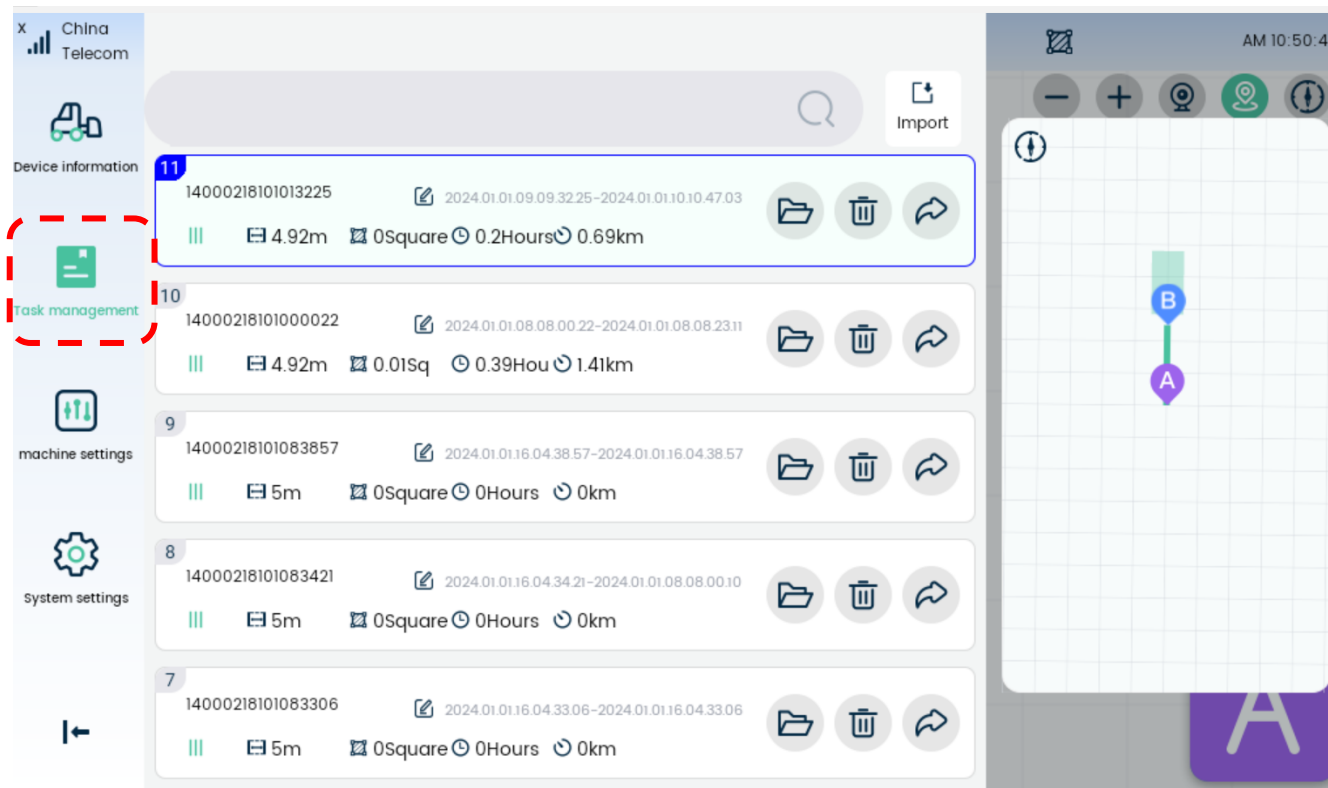 x China
Telecom
AM 10:50:4
Import
Device information
11
14000218101013225
2024.01.01.09.09.32.25-2024.01.01.10.10.47.03
4.92m 0Square 0.2Hours 0.69km
Task management
10
14000218101000022
2024.01.01.08.08.00.22-2024.01.01.08.08.23.11
4.92m 0.01Sq 0.39Hou 1.41km
B
A
machine settings
9
14000218101083857
2024.01.01.16.04.38.57-2024.01.01.16.04.38.57
5m 0Square 0Hours 0km
System settings
8
14000218101083421
2024.01.01.16.04.34.21-2024.01.01.08.08.00.10
5m 0Square 0Hours 0km
7
14000218101083306
2024.01.01.16.04.33.06-2024.01.01.16.04.33.06
5m 0Square 0Hours 0km
A